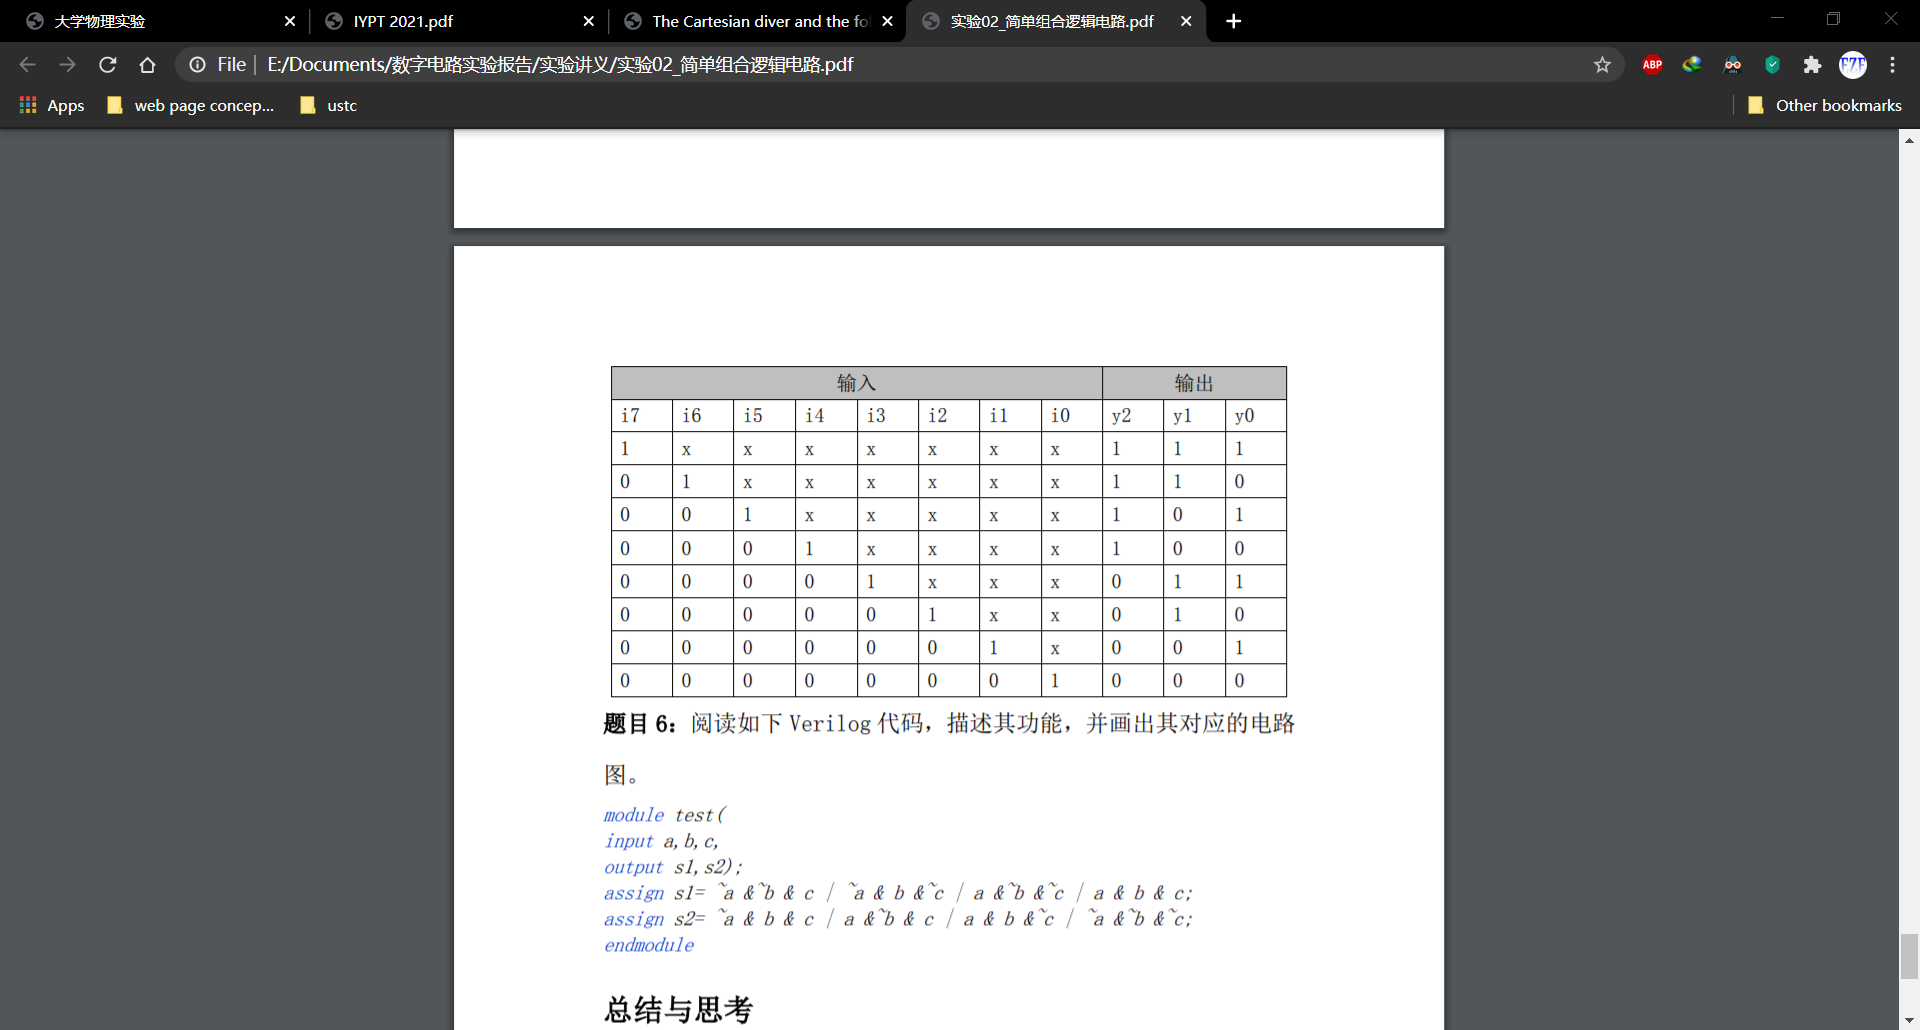 大学物理实验
IYPT 2021.pdf
The Cartesian diver and the fo
实验02_简单组合逻辑电路.pdf
File E:/Documents/数字电路实验报告/实验讲义/实验02_简单组合逻辑电路.pdf
ABP
FZF
Apps web page concep... ustc Other bookmarks
输入 输出
i7 i6 i5 i4 i3 i2 i1 i0 y2 y1 y0
1 x x x x x x x 1 1 1
0 1 x x x x x x 1 1 0
0 0 1 x x x x x 1 0 1
0 0 0 1 x x x x 1 0 0
0 0 0 0 1 x x x 0 1 1
0 0 0 0 0 1 x x 0 1 0
0 0 0 0 0 0 1 x 0 0 1
0 0 0 0 0 0 0 1 0 0 0
题目 6：阅读如下 Verilog 代码，描述其功能，并画出其对应的电路
图。
module test(
input a,b,c,
output s1,s2);
assign s1= ~a &~b & c | ~a & b &~c | a &~b &~c | a & b & c;
assign s2= ~a & b & c | a &~b & c | a & b &~c | ~a &~b &~c;
endmodule
总结与思考